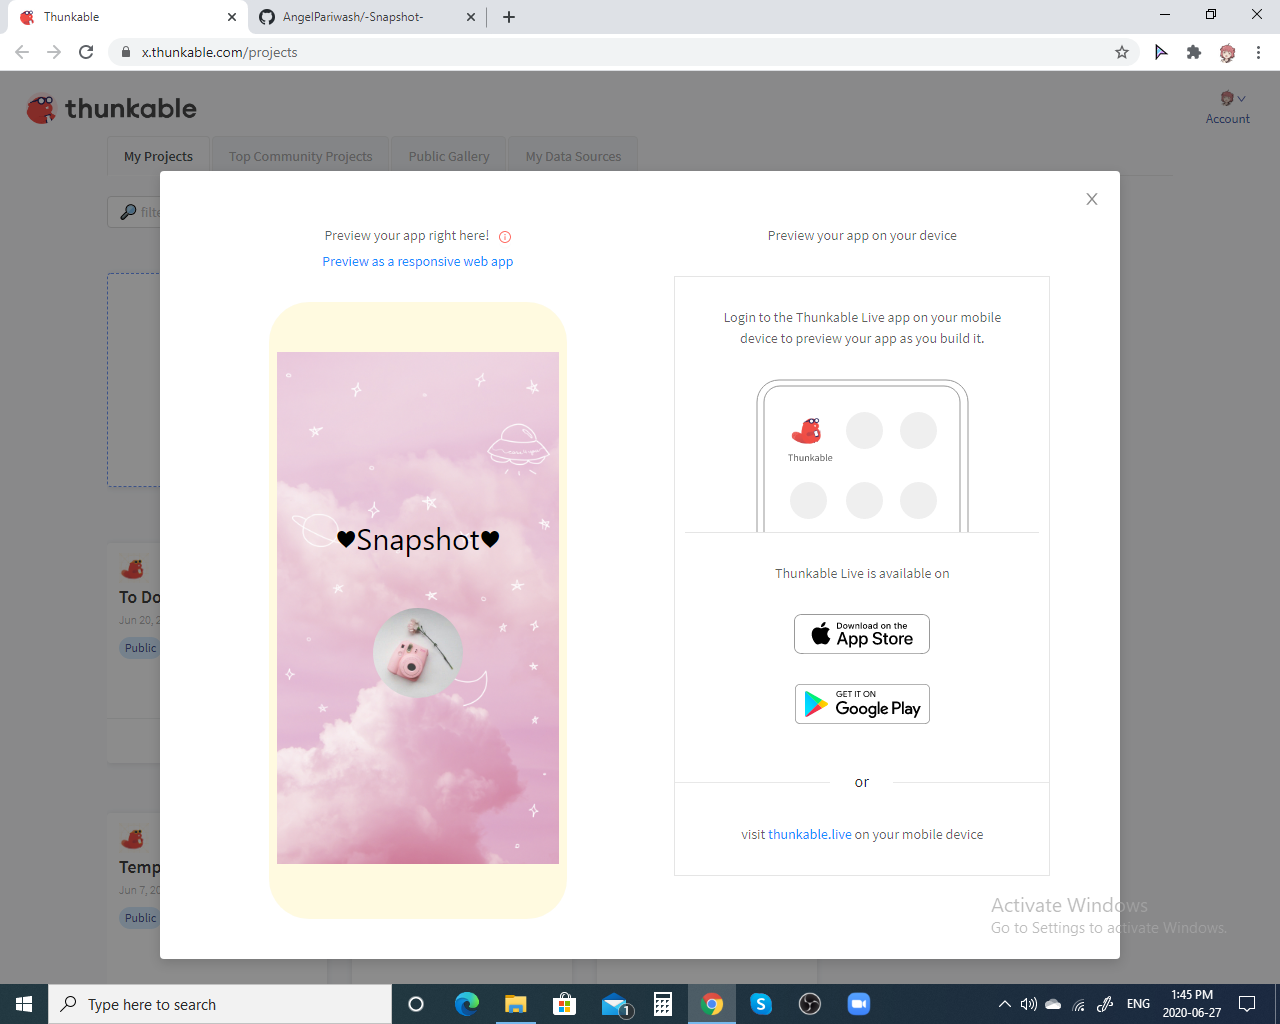 Thunkable
AngelPariwash/-Snapshot-
x.thunkable.com/projects
thunkable
Account
My Projects
Top Community Projects
Public Gallery
My Data Sources
filte
Preview your app right here!
Preview as a responsive web app
Preview your app on your device
Login to the Thunkable Live app on your mobile
device to preview your app as you build it.
Thunkable
♥Snapshot♥
Thunkable Live is available on
Download on the
App Store
GET IT ON
Google Play
or
visit thunkable.live on your mobile device
To Do
Jun 20, 2
Public
Temp
Jun 7, 20
Public
Activate Windows
Go to Settings to activate Windows.
Type here to search
1
ENG
1:45 PM
2020-06-27